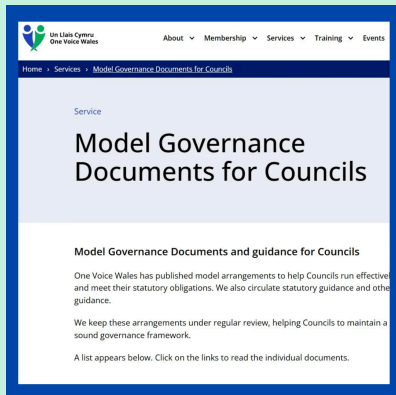 Un Llais Cymru
One Voice Wales
About Membership Services Training Events
Home › Services › Model Governance Documents for Councils
Service
Model Governance
Documents for Councils
Model Governance Documents and guidance for Councils
One Voice Wales has published model arrangements to help Councils run effectivel
and meet their statutory obligations. We also circulate statutory guidance and othe
guidance.
We keep these arrangements under regular review, helping Councils to maintain a
sound governance framework.
A list appears below. Click on the links to read the individual documents.